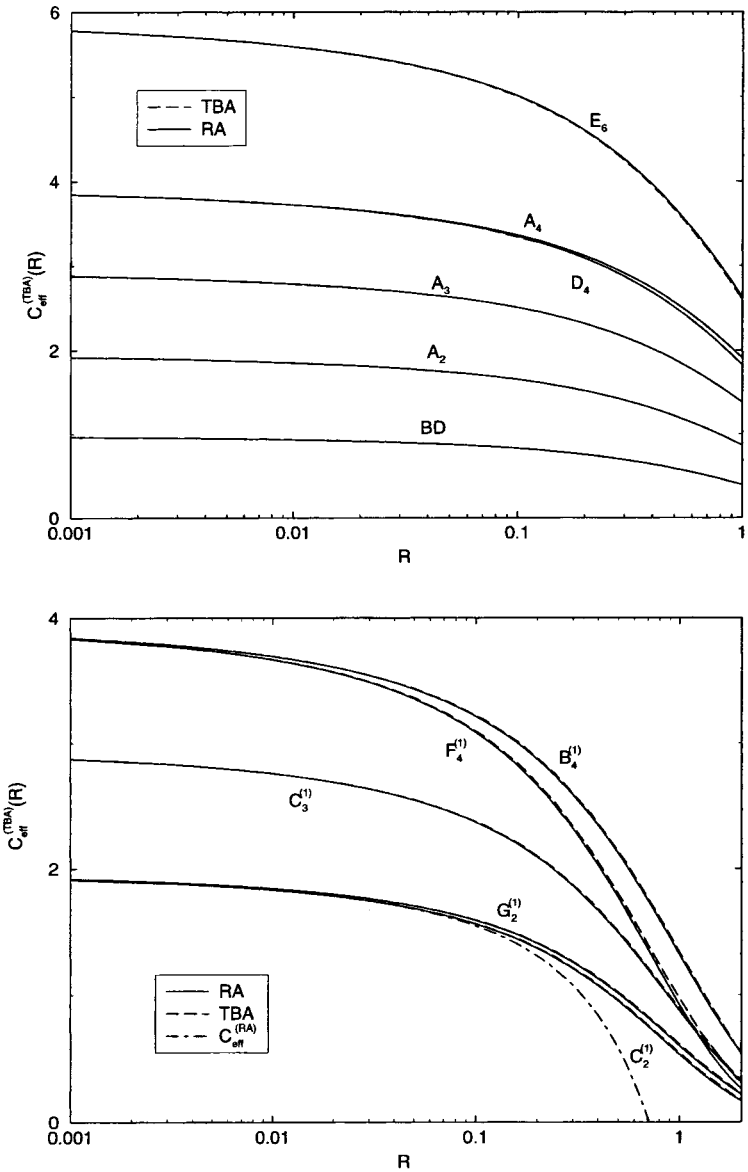 6
TBA
RA
E₆
4
A₄
D₄
A₃
C_eff^(TBA)(R)
2
A₂
BD
0
0.001
0.01
0.1
1
R
4
F₄^(1)
B₄^(1)
C₃^(1)
C_eff^(TBA)(R)
2
G₂^(1)
RA
TBA
C_eff^(RA)
C₂^(1)
0
0.001
0.01
0.1
1
R